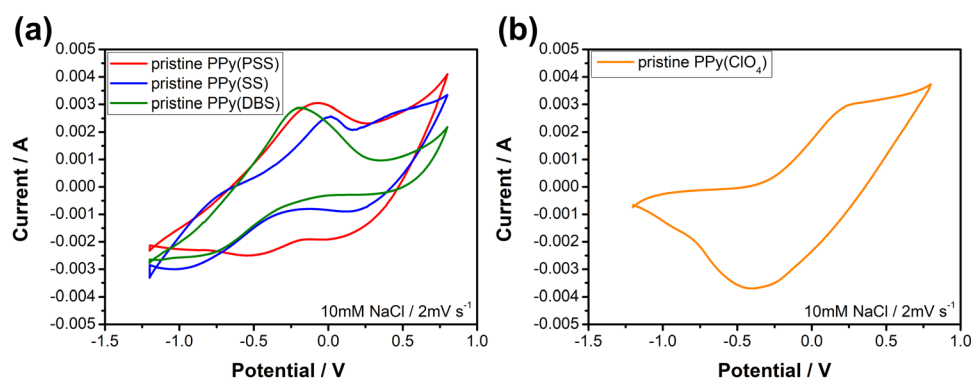 (a)
0.005
0.004
0.003
0.002
0.001
0.000
-0.001
-0.002
-0.003
-0.004
-0.005
Current / A
pristine PPy(PSS)
pristine PPy(SS)
pristine PPy(DBS)
10mM NaCl / 2mV s⁻¹
-1.5 -1.0 -0.5 0.0 0.5 1.0
Potential / V
(b)
0.005
0.004
0.003
0.002
0.001
0.000
-0.001
-0.002
-0.003
-0.004
-0.005
Current / A
pristine PPy(ClO₄)
10mM NaCl / 2mV s⁻¹
-1.5 -1.0 -0.5 0.0 0.5 1.0
Potential / V